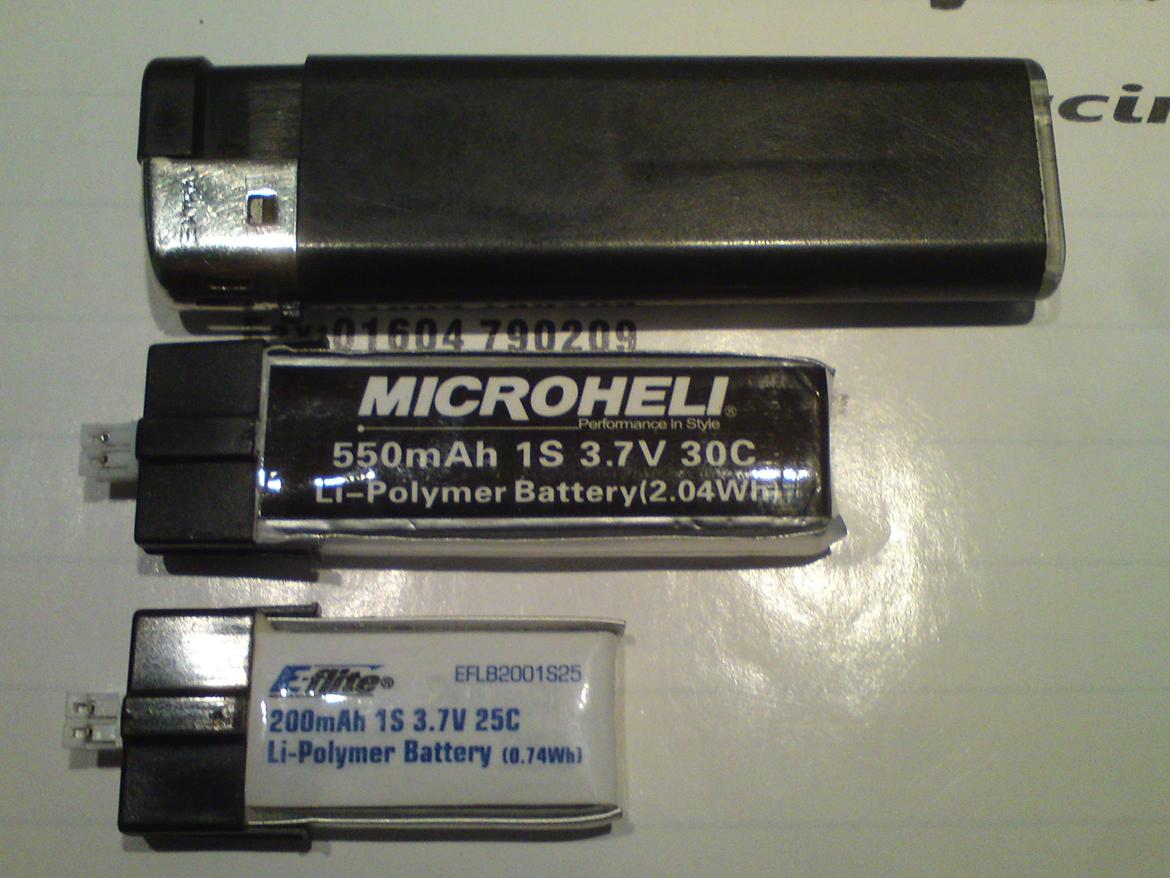 Fax: 01604 790209
MICROHELI®
Performance In Style
550mAh 1S 3.7V 30C
Li-Polymer Battery(2.04Wh)
E-flite® EFLB2001S25
200mAh 1S 3.7V 25C
Li-Polymer Battery (0.74Wh)